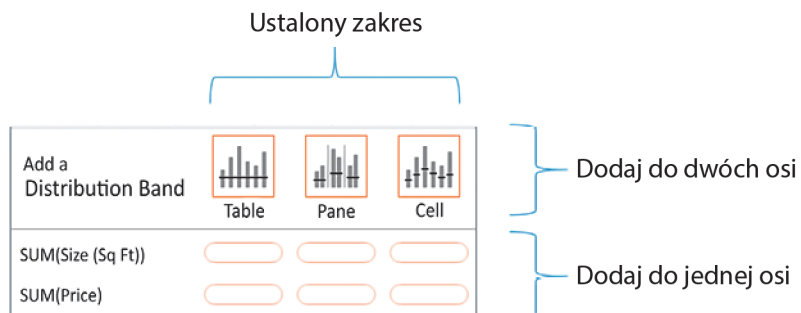 Ustalony zakres
Add a
Distribution Band
Table Pane Cell
Dodaj do dwóch osi
SUM(Size (Sq Ft))
SUM(Price)
Dodaj do jednej osi